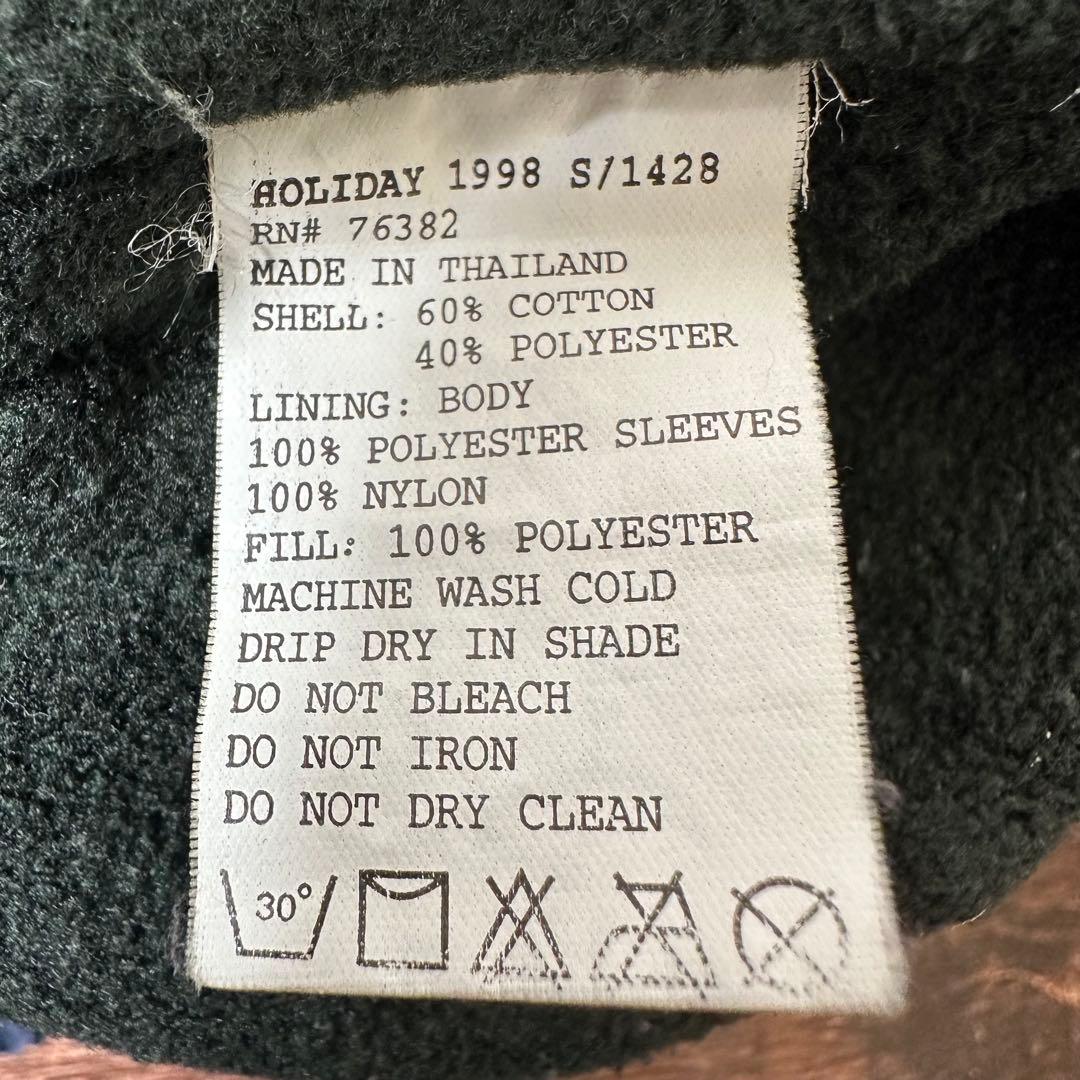 HOLIDAY 1998 S/1428
RN# 76382
MADE IN THAILAND
SHELL: 60% COTTON
40% POLYESTER
LINING: BODY
100% POLYESTER SLEEVES
100% NYLON
FILL: 100% POLYESTER
MACHINE WASH COLD
DRIP DRY IN SHADE
DO NOT BLEACH
DO NOT IRON
DO NOT DRY CLEAN
30°